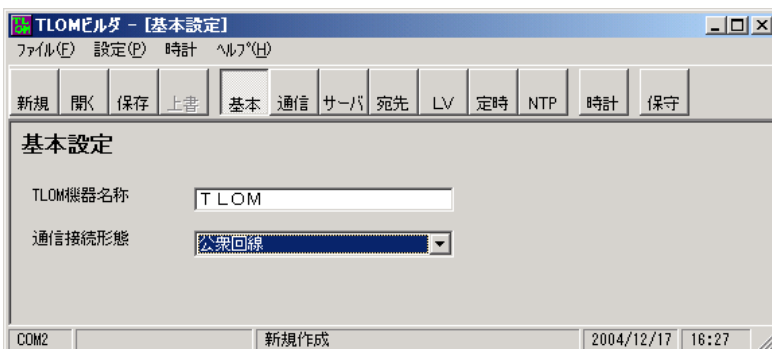 TLOMﾋﾞﾙﾀﾞ - [基本設定]
ﾌｧｲﾙ(F) 設定(P) 時計 ﾍﾙﾌﾟ(H)
新規 開く 保存 上書 基本 通信 サーバ 宛先 LV 定時 NTP 時計 保守
基本設定
TLOM機器名称 ＴＬＯＭ
通信接続形態 公衆回線
COM2 新規作成 2004/12/17 16:27